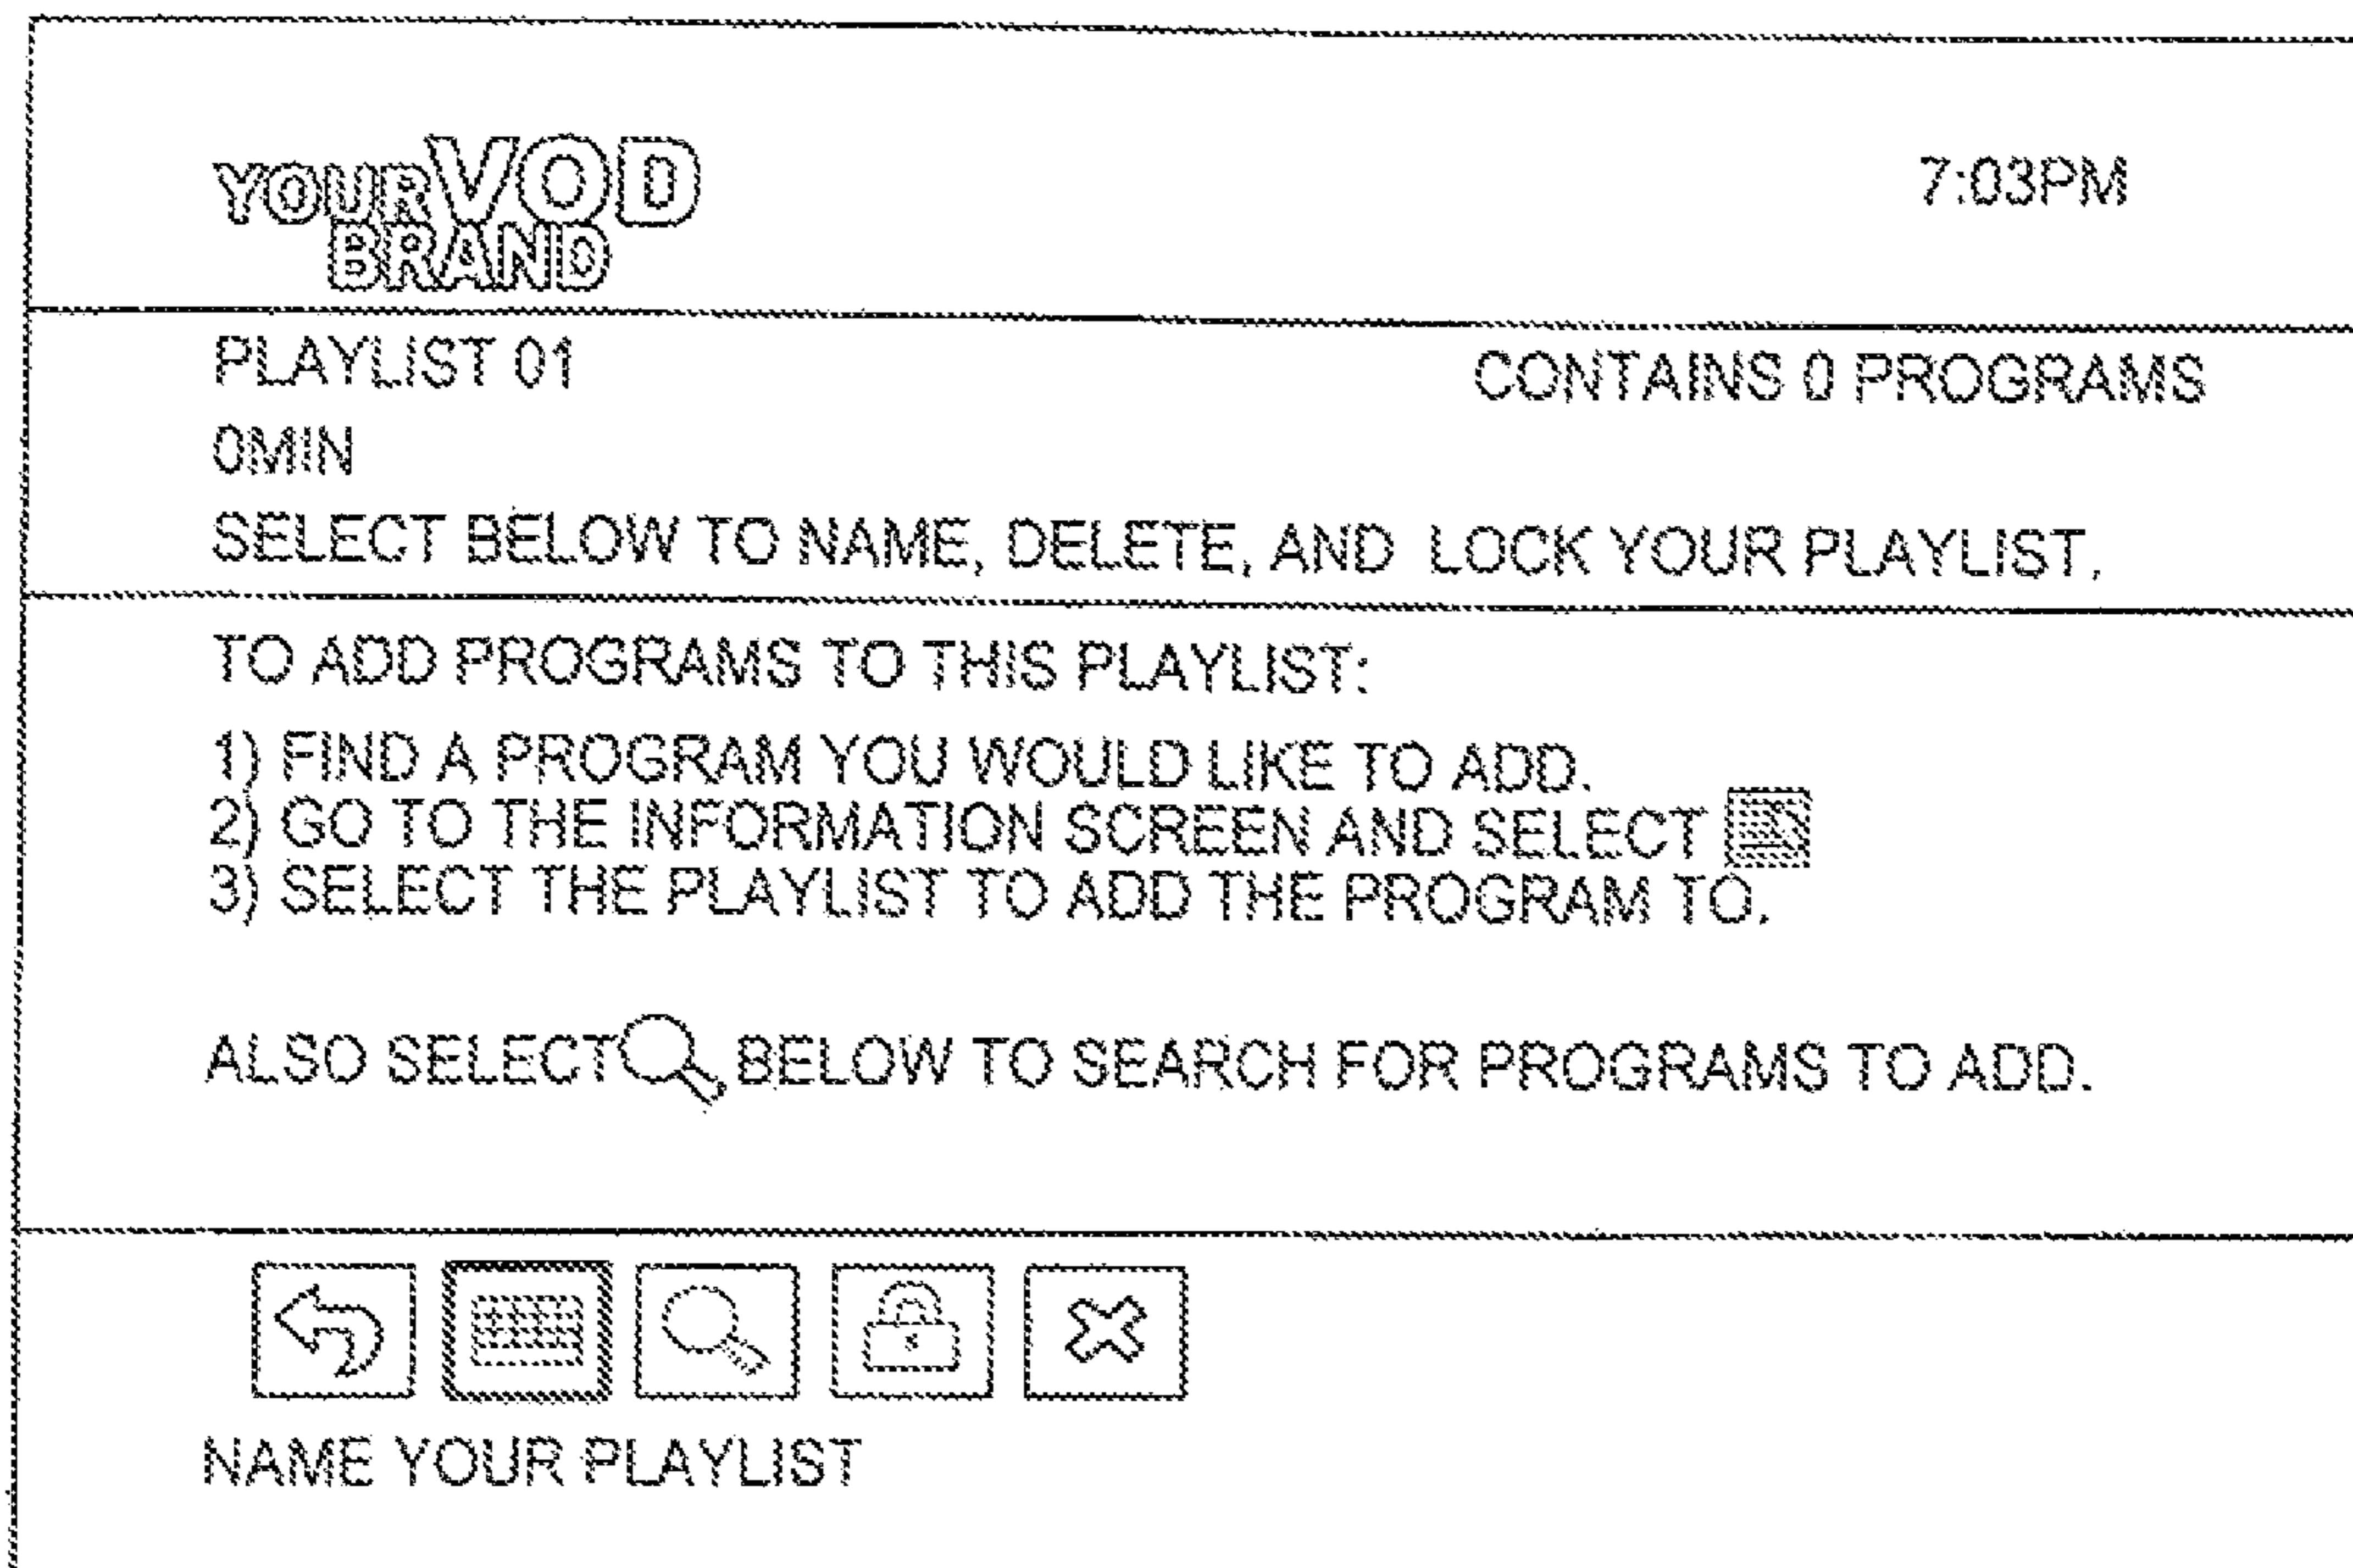 YOUR VOD
BRAND
7:03PM
PLAYLIST 01
CONTAINS 0 PROGRAMS
0MIN
SELECT BELOW TO NAME, DELETE, AND LOCK YOUR PLAYLIST.
TO ADD PROGRAMS TO THIS PLAYLIST:
1) FIND A PROGRAM YOU WOULD LIKE TO ADD.
2) GO TO THE INFORMATION SCREEN AND SELECT
3) SELECT THE PLAYLIST TO ADD THE PROGRAM TO.
ALSO SELECT BELOW TO SEARCH FOR PROGRAMS TO ADD.
NAME YOUR PLAYLIST